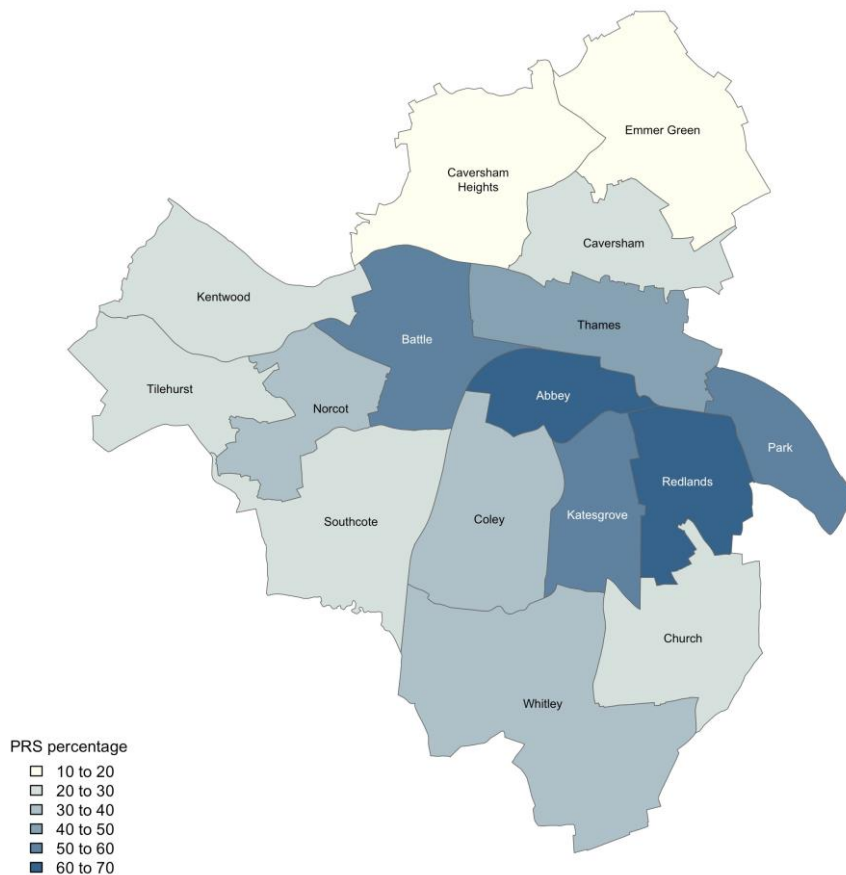 Emmer Green
Caversham
Heights
Caversham
Kentwood
Thames
Battle
Tilehurst
Abbey
Norcot
Park
Redlands
Southcote
Coley
Katesgrove
Church
Whitley
PRS percentage
10 to 20
20 to 30
30 to 40
40 to 50
50 to 60
60 to 70